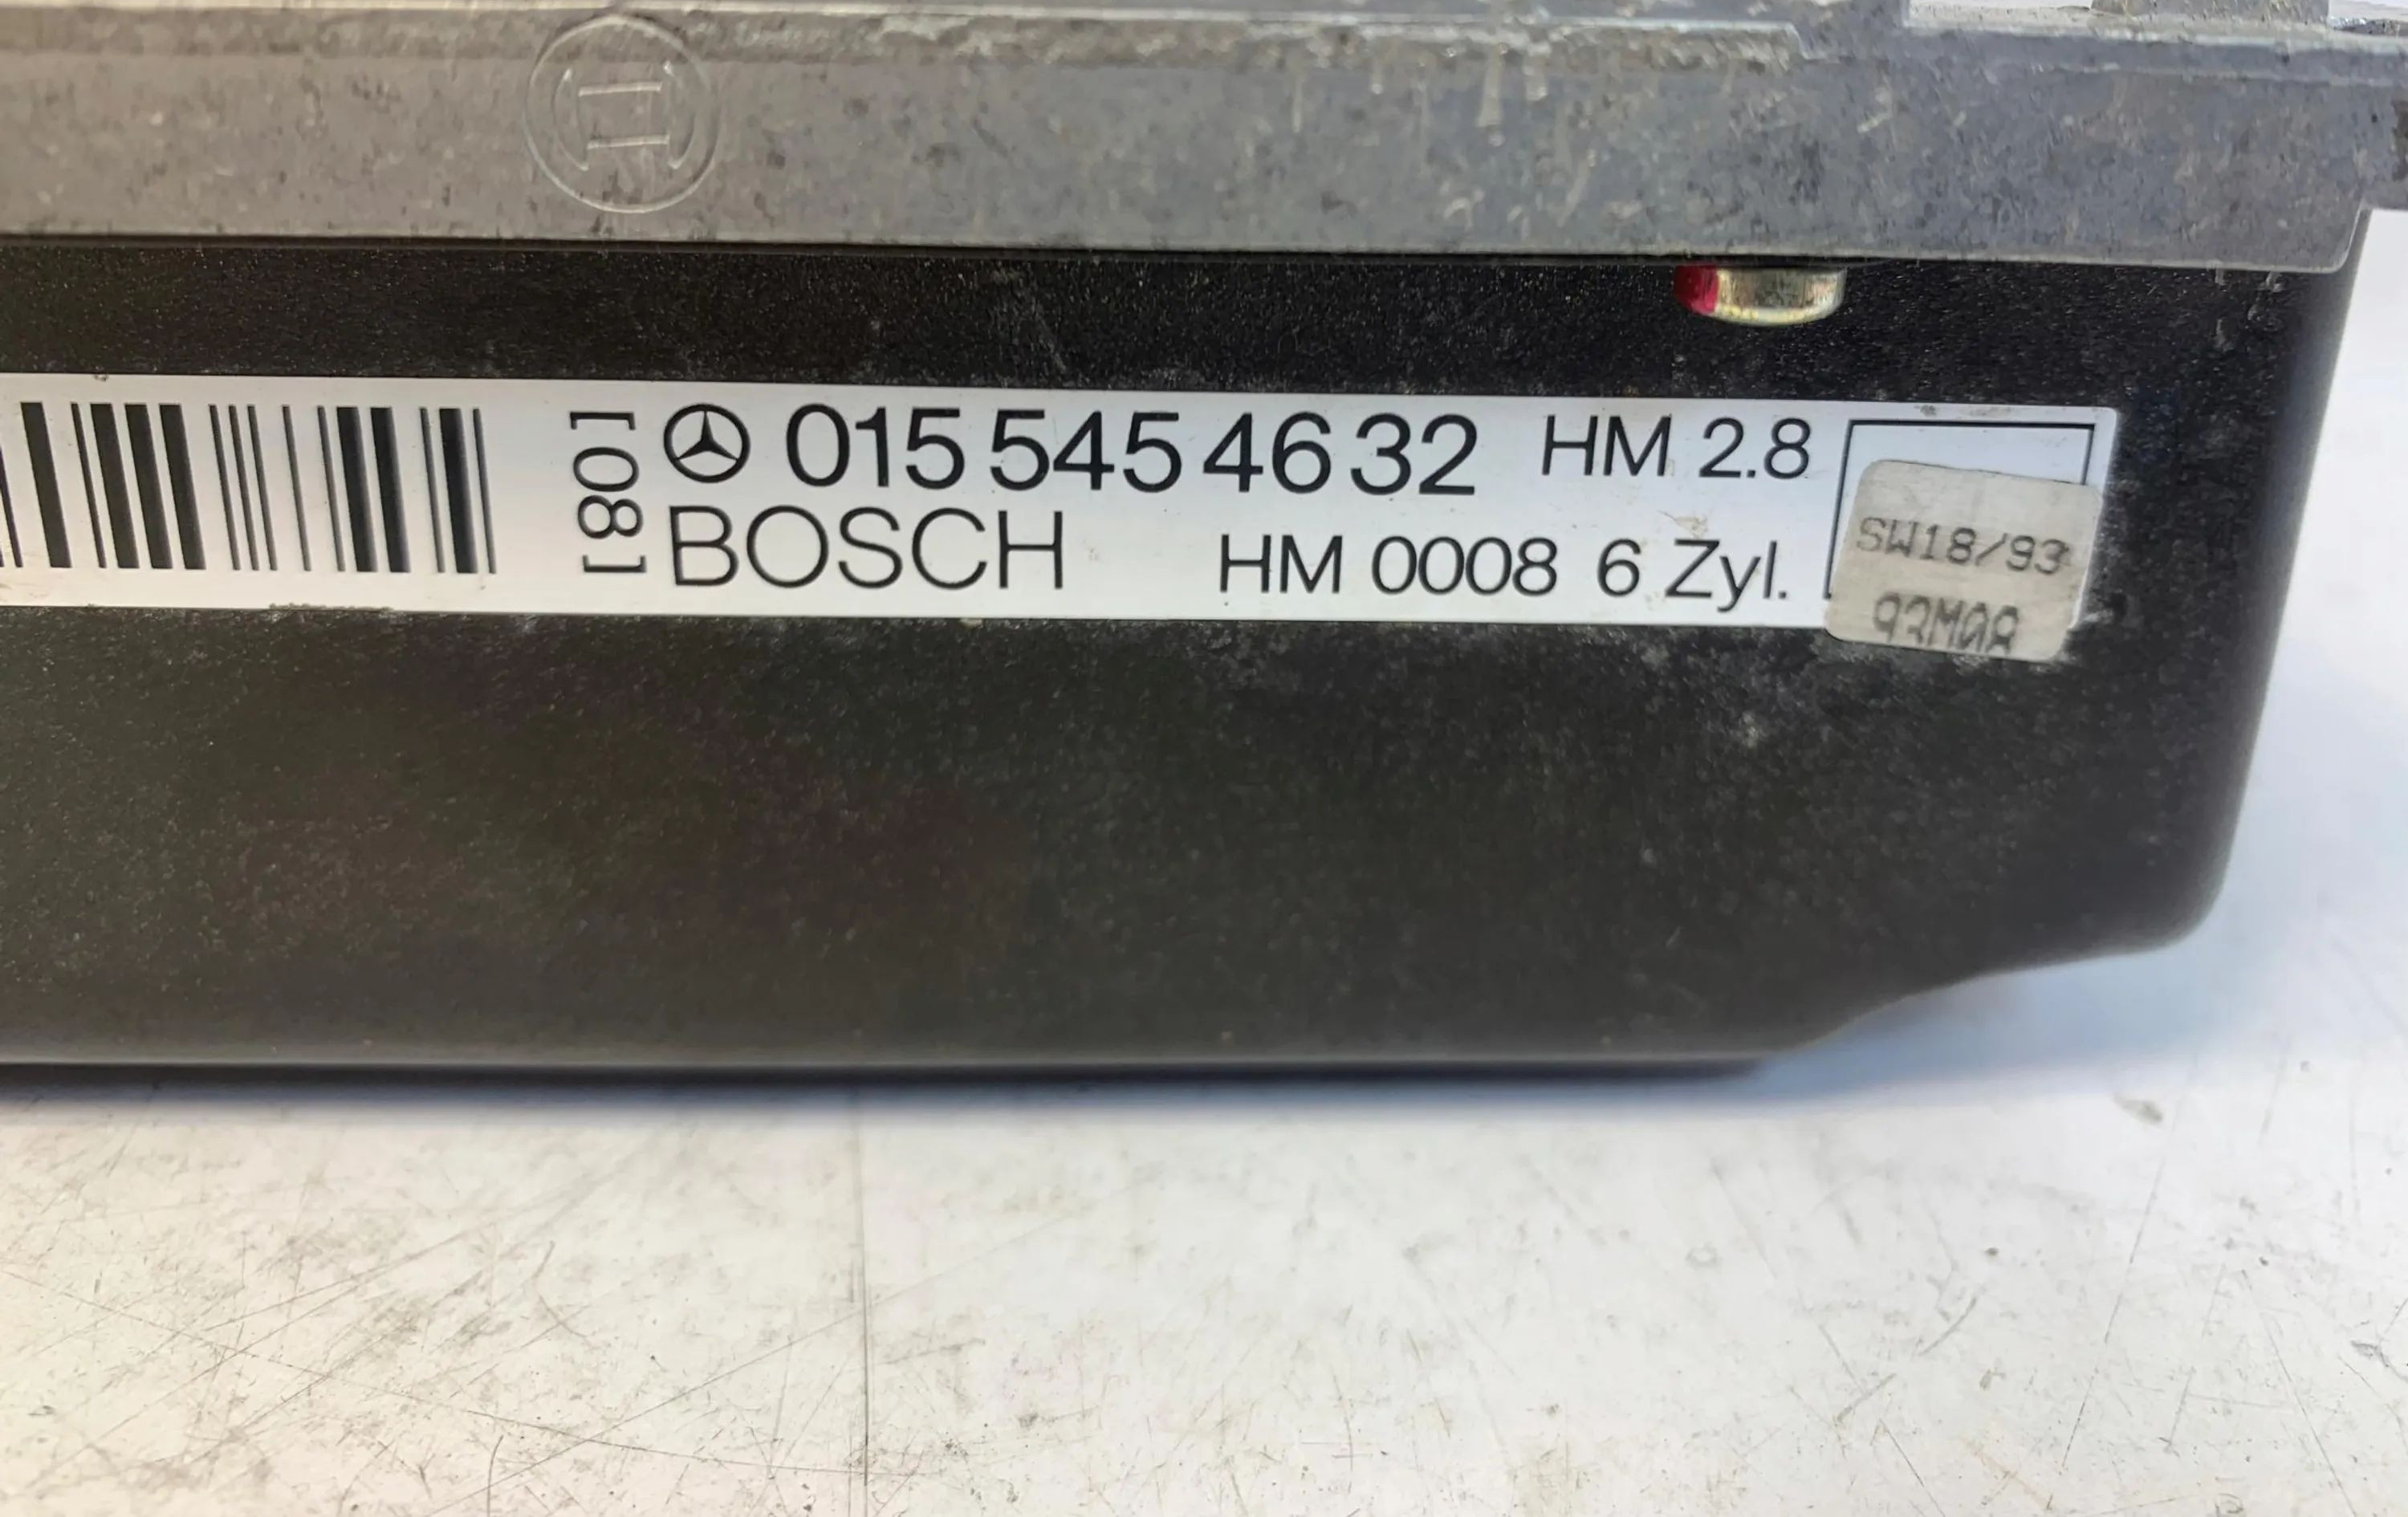 [08]
015 545 46 32 HM 2.8
BOSCH HM 0008 6 Zyl.
SW18/93
93M08